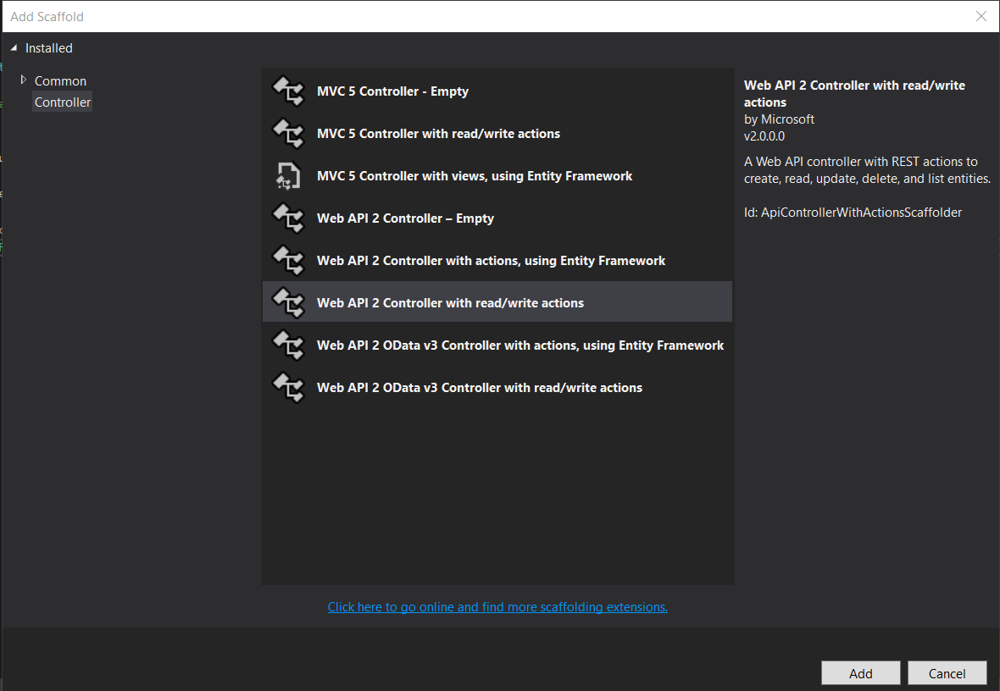 Add Scaffold
Installed
Common
Controller
MVC 5 Controller - Empty
MVC 5 Controller with read/write actions
MVC 5 Controller with views, using Entity Framework
Web API 2 Controller – Empty
Web API 2 Controller with actions, using Entity Framework
Web API 2 Controller with read/write actions
Web API 2 OData v3 Controller with actions, using Entity Framework
Web API 2 OData v3 Controller with read/write actions
Web API 2 Controller with read/write
actions
by Microsoft
v2.0.0.0
A Web API controller with REST actions to
create, read, update, delete, and list entities.
Id: ApiControllerWithActionsScaffolder
Click here to go online and find more scaffolding extensions.
Add
Cancel